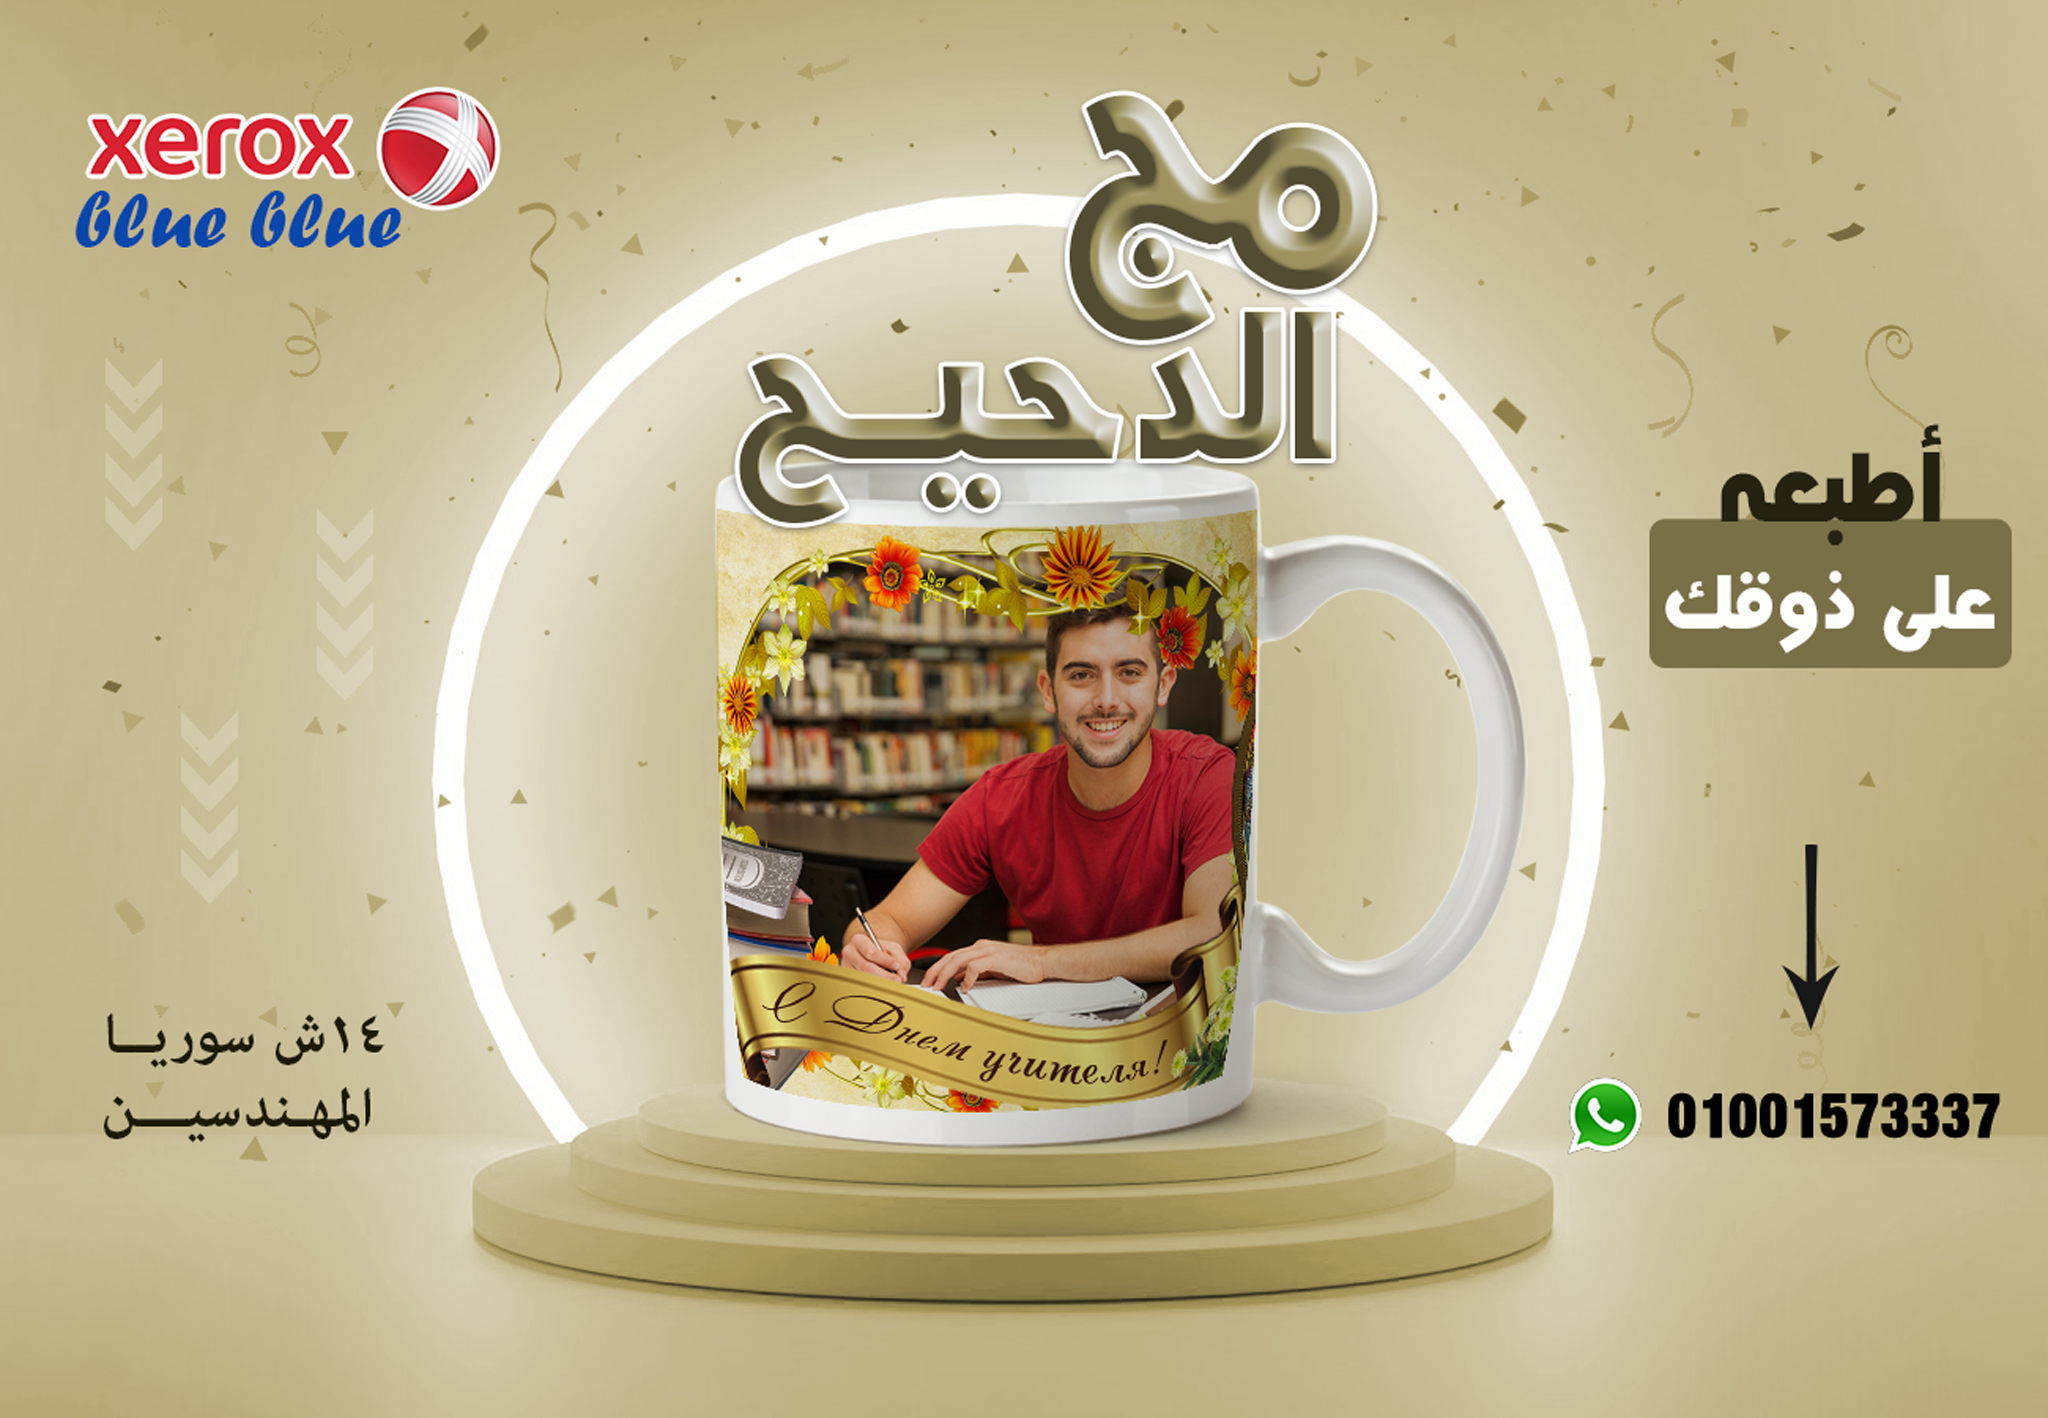 xerox
blue blue
مج
الدحيح
أطبعه
على ذوقك
С Днем учителя!
١٤ش سوريا
المهندسين
01001573337